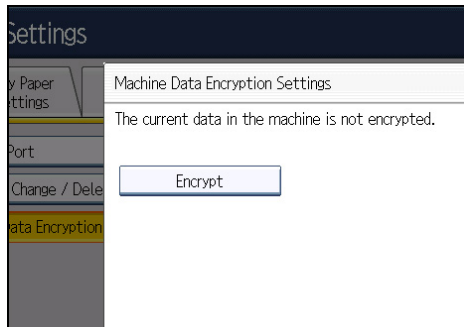 Settings
y Paper
ttings
Machine Data Encryption Settings
The current data in the machine is not encrypted.
Port
Encrypt
Change / Dele
ata Encryption